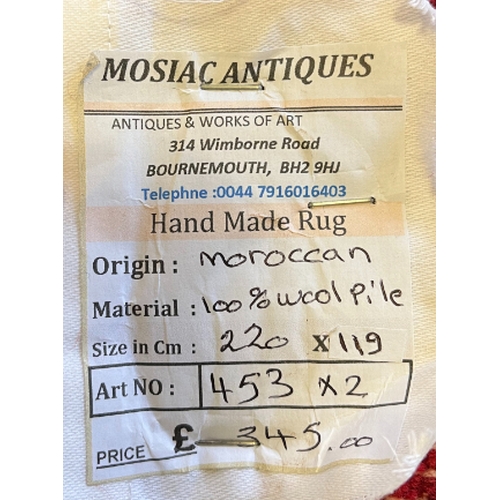 MOSIAC ANTIQUES
ANTIQUES & WORKS OF ART
314 Wimborne Road
BOURNEMOUTH, BH2 9HJ
Telephne :0044 7916016403
Hand Made Rug
Origin : moroccan
Material : 100% wool Pile
Size in Cm : 220 x 119
Art NO : 453 x 2
PRICE £ 345.00